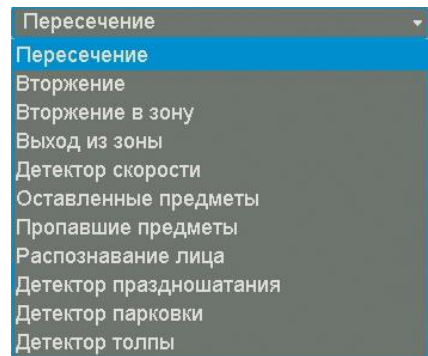 Пересечение
Пересечение
Вторжение
Вторжение в зону
Выход из зоны
Детектор скорости
Оставленные предметы
Пропавшие предметы
Распознавание лица
Детектор праздношатания
Детектор парковки
Детектор толпы